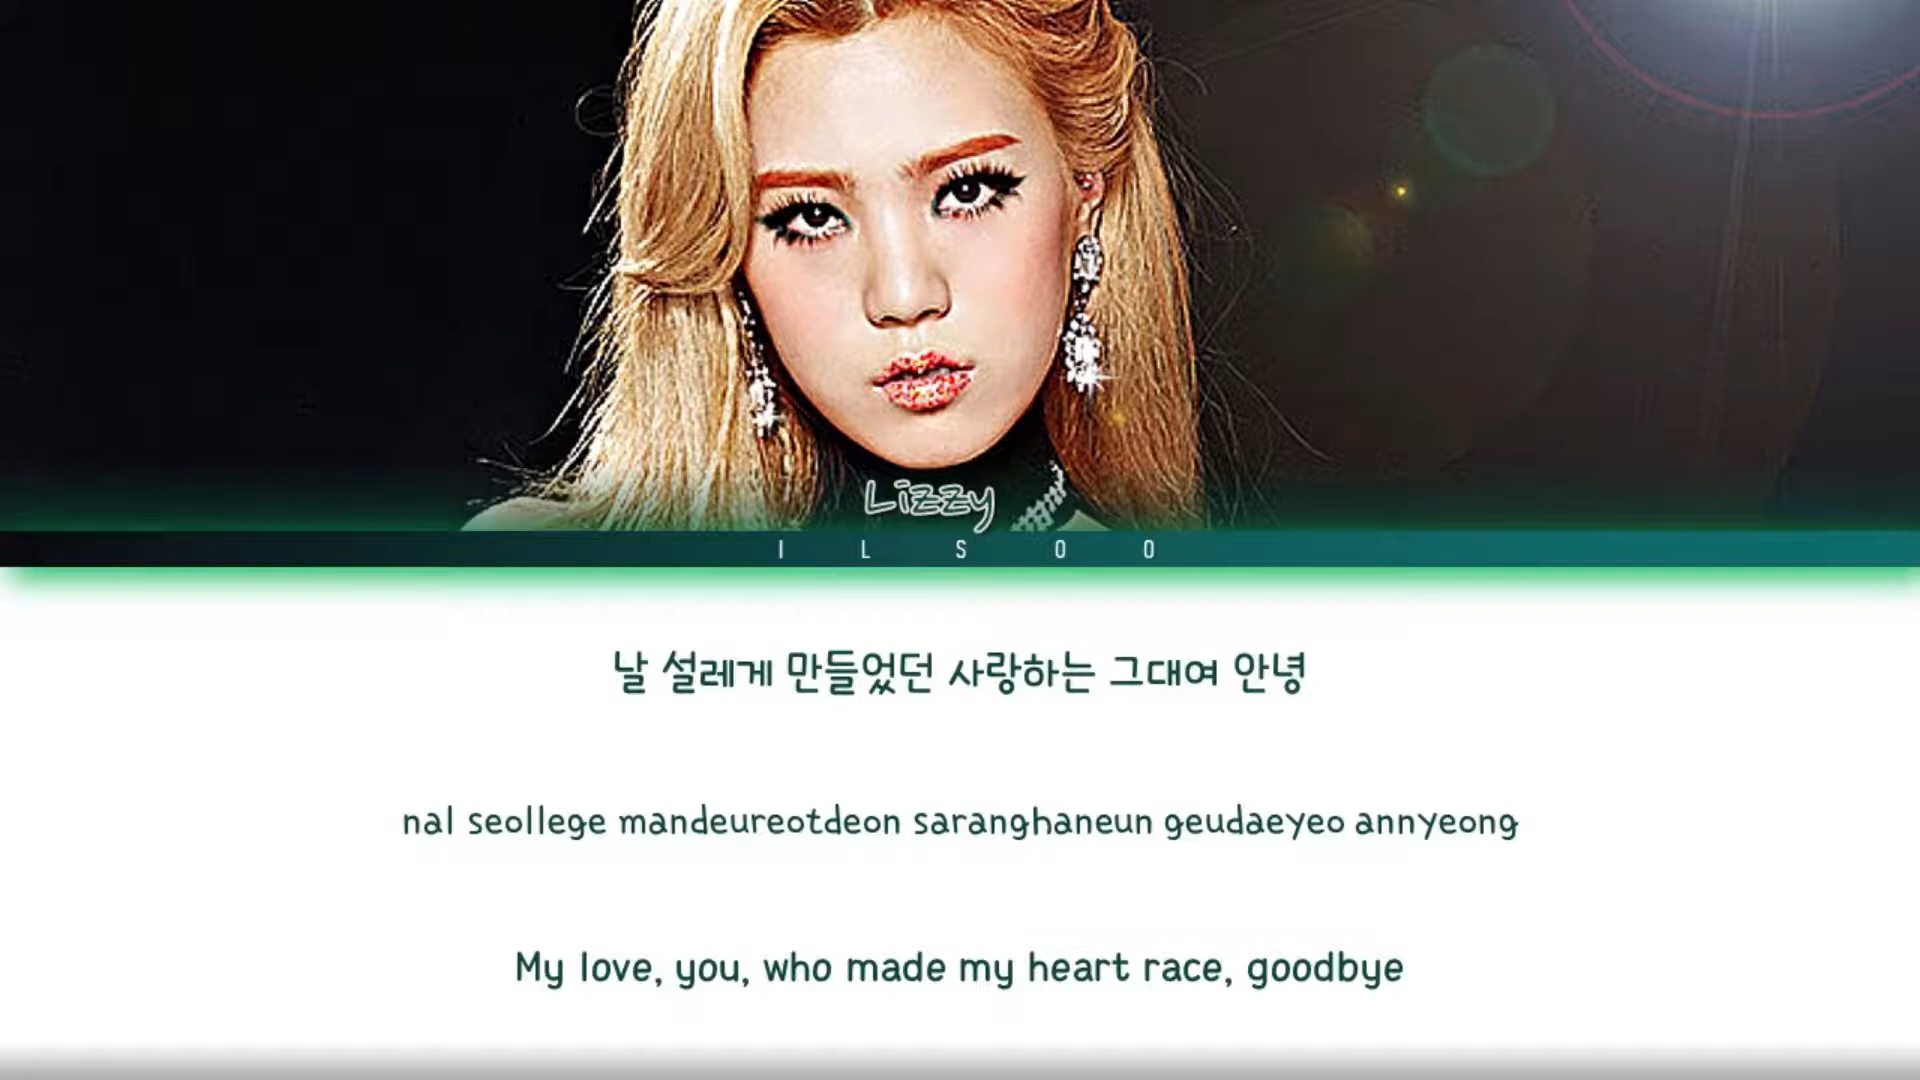 Lizzy
ILSOO
날 설레게 만들었던 사랑하는 그대여 안녕
nal seollege mandeureotdeon saranghaneun geudaeyeo annyeong
My love, you, who made my heart race, goodbye